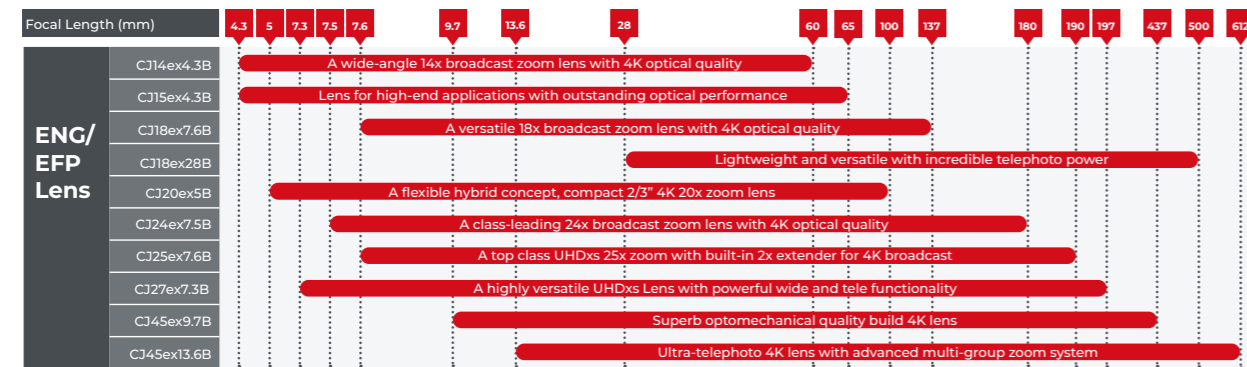 Focal Length (mm) 4.3 5 7.3 7.5 7.6 9.7 13.6 28 60 65 100 137 180 190 197 437 500 612
ENG/
EFP
Lens
CJ14ex4.3B A wide-angle 14x broadcast zoom lens with 4K optical quality
CJ15ex4.3B Lens for high-end applications with outstanding optical performance
CJ18ex7.6B A versatile 18x broadcast zoom lens with 4K optical quality
CJ18ex28B Lightweight and versatile with incredible telephoto power
CJ20ex5B A flexible hybrid concept, compact 2/3” 4K 20x zoom lens
CJ24ex7.5B A class-leading 24x broadcast zoom lens with 4K optical quality
CJ25ex7.6B A top class UHDxs 25x zoom with built-in 2x extender for 4K broadcast
CJ27ex7.3B A highly versatile UHDxs Lens with powerful wide and tele functionality
CJ45ex9.7B Superb optomechanical quality build 4K lens
CJ45ex13.6B Ultra-telephoto 4K lens with advanced multi-group zoom system